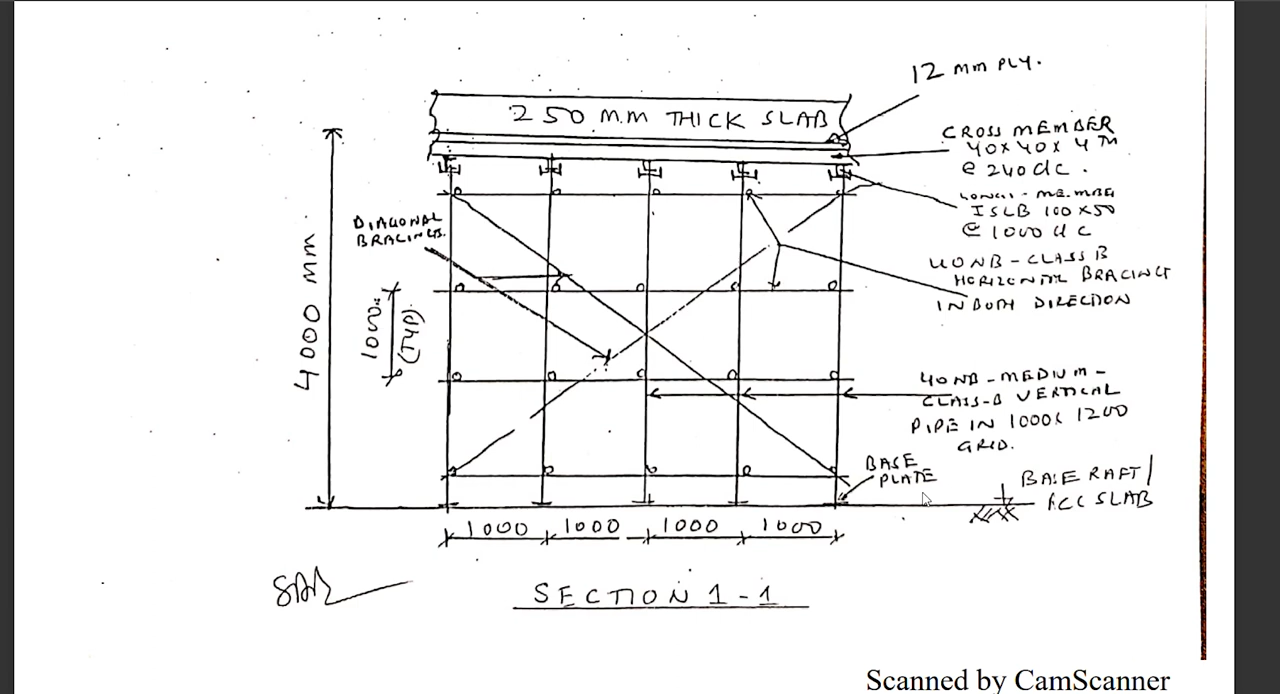 12 mm PLY.
250 M.M THICK SLAB
CROSS MEMBER
40x40x4 M
@ 240 c/c.
LONGI - MEMBER
ISLB 100x50
@ 1000 c/c
DIAGONAL
BRACINGS.
40NB - CLASS B
HORIZONTAL BRACING
IN BOTH DIRECTION
4000 mm
1000
(TYP)
40NB - MEDIUM -
CLASS-B VERTICAL
PIPE IN 1000x 1200
GRID.
BASE
PLATE
BASE RAFT/
RCC SLAB
1000 1000 1000 1000
SECTION 1-1
Scanned by CamScanner